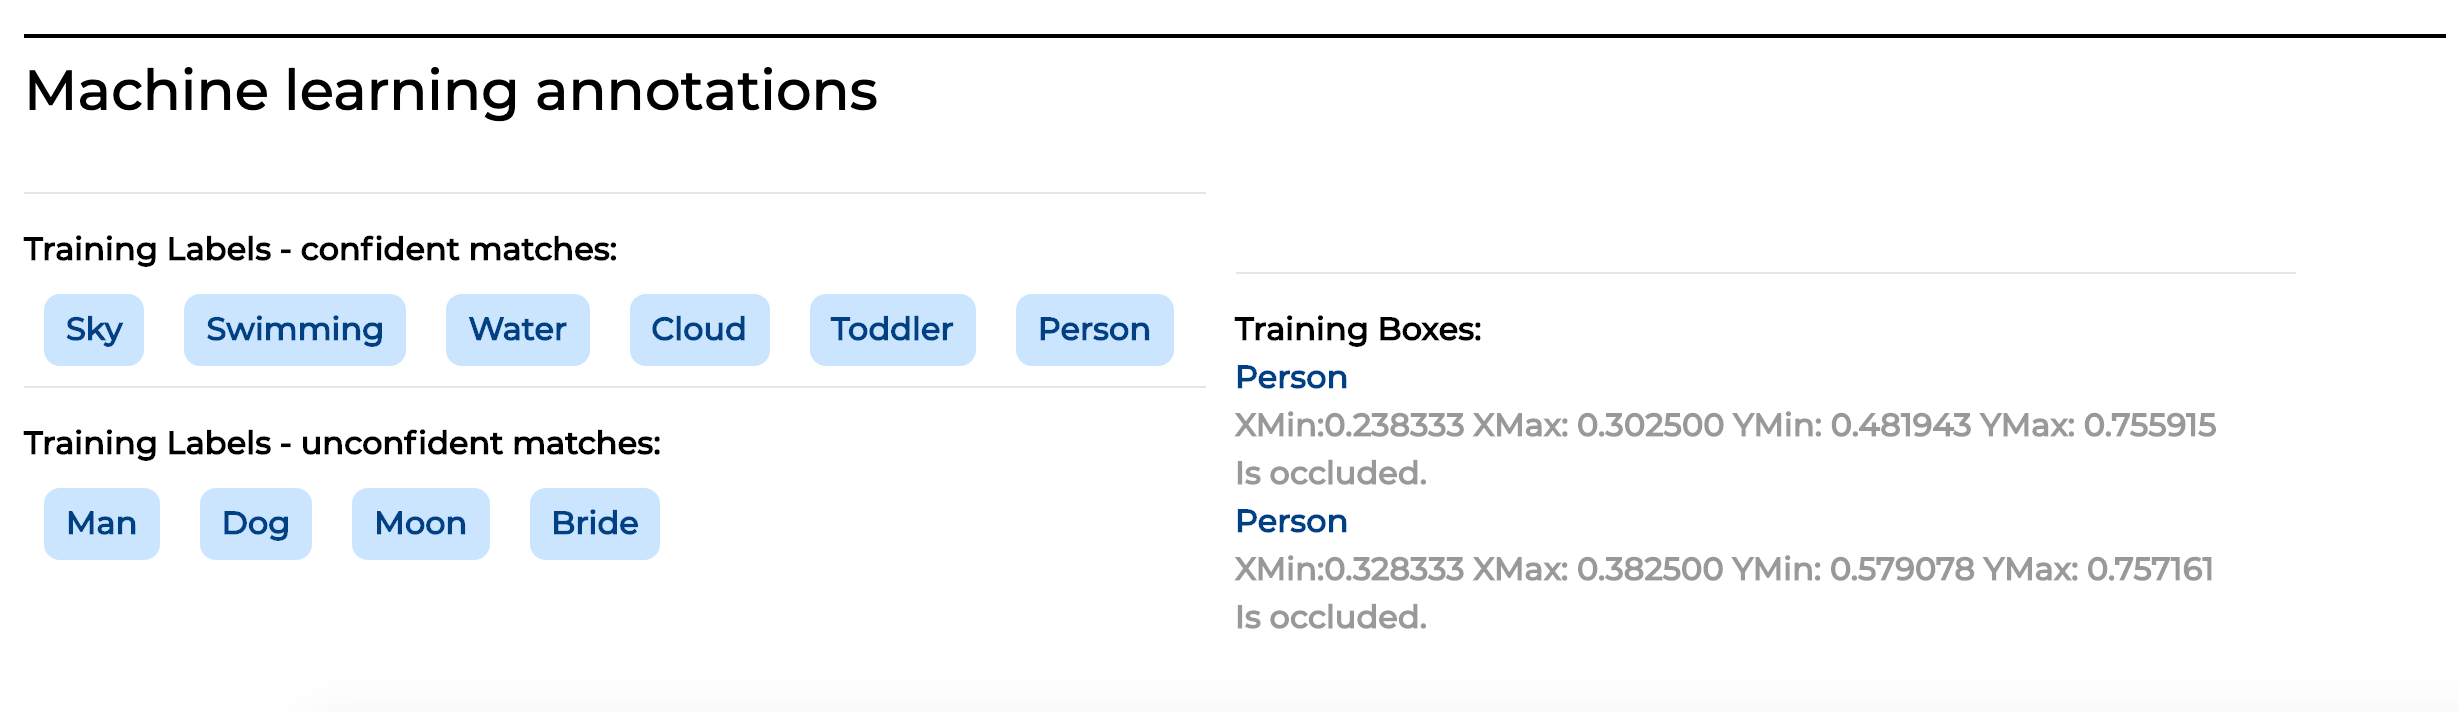 Machine learning annotations
Training Labels - confident matches:
Sky Swimming Water Cloud Toddler Person
Training Labels - unconfident matches:
Man Dog Moon Bride
Training Boxes:
Person
XMin:0.238333 XMax: 0.302500 YMin: 0.481943 YMax: 0.755915
Is occluded.
Person
XMin:0.328333 XMax: 0.382500 YMin: 0.579078 YMax: 0.757161
Is occluded.